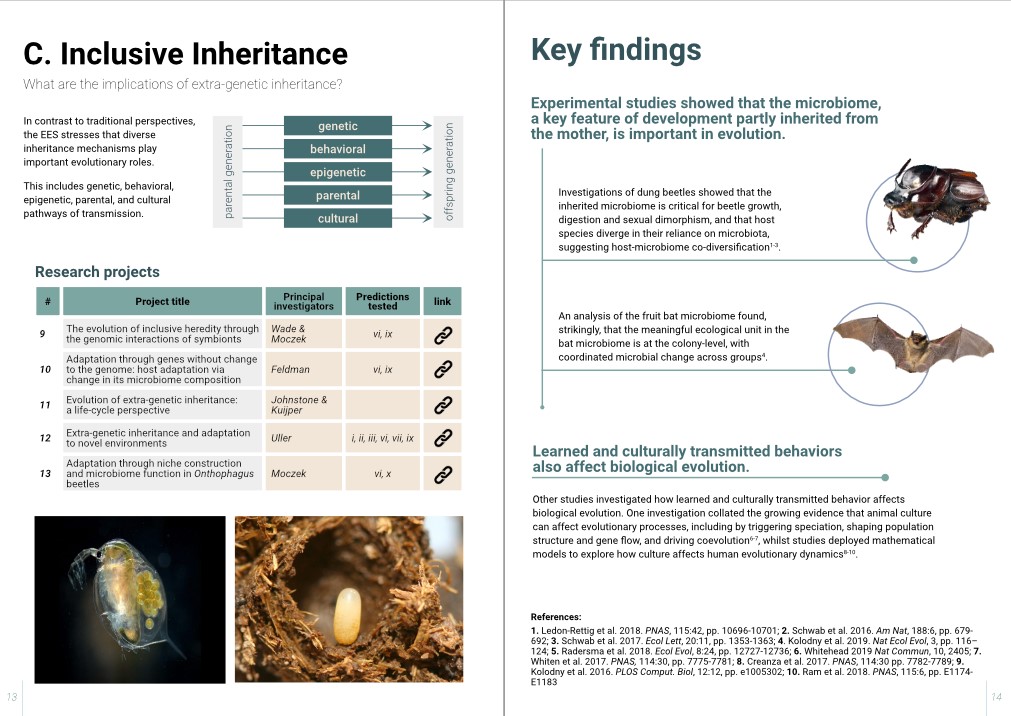 C. Inclusive Inheritance
What are the implications of extra-genetic inheritance?
In contrast to traditional perspectives,
the EES stresses that diverse
inheritance mechanisms play
important evolutionary roles.
This includes genetic, behavioral,
epigenetic, parental, and cultural
pathways of transmission.
parental generation
genetic
behavioral
epigenetic
parental
cultural
offspring generation
Research projects
# Project title Principal investigators Predictions tested link
9 The evolution of inclusive heredity through Wade & vi, ix
the genomic interactions of symbionts Moczek
10 Adaptation through genes without change Feldman vi, ix
to the genome: host adaptation via
change in its microbiome composition
11 Evolution of extra-genetic inheritance: Johnstone &
a life-cycle perspective Kuijper
12 Extra-genetic inheritance and adaptation Uller i, ii, iii, vi, vii, ix
to novel environments
13 Adaptation through niche construction Moczek vi, x
and microbiome function in Onthophagus
beetles
13
Key findings
Experimental studies showed that the microbiome,
a key feature of development partly inherited from
the mother, is important in evolution.
Investigations of dung beetles showed that the
inherited microbiome is critical for beetle growth,
digestion and sexual dimorphism, and that host
species diverge in their reliance on microbiota,
suggesting host-microbiome co-diversification1-3.
An analysis of the fruit bat microbiome found,
strikingly, that the meaningful ecological unit in the
bat microbiome is at the colony-level, with
coordinated microbial change across groups4.
Learned and culturally transmitted behaviors
also affect biological evolution.
Other studies investigated how learned and culturally transmitted behavior affects
biological evolution. One investigation collated the growing evidence that animal culture
can affect evolutionary processes, including by triggering speciation, shaping population
structure and gene flow, and driving coevolution6-7, whilst studies deployed mathematical
models to explore how culture affects human evolutionary dynamics8-10.
References:
1. Ledon-Rettig et al. 2018. PNAS, 115:42, pp. 10696-10701; 2. Schwab et al. 2016. Am Nat, 188:6, pp. 679-
692; 3. Schwab et al. 2017. Ecol Lett, 20:11, pp. 1353-1363; 4. Kolodny et al. 2019. Nat Ecol Evol, 3, pp. 116–
124; 5. Radersma et al. 2018. Ecol Evol, 8:24, pp. 12727-12736; 6. Whitehead 2019 Nat Commun, 10, 2405; 7.
Whiten et al. 2017. PNAS, 114:30, pp. 7775-7781; 8. Creanza et al. 2017. PNAS, 114:30 pp. 7782-7789; 9.
Kolodny et al. 2016. PLOS Comput. Biol, 12:12, pp. e1005302; 10. Ram et al. 2018. PNAS, 115:6, pp. E1174-
E1183
14